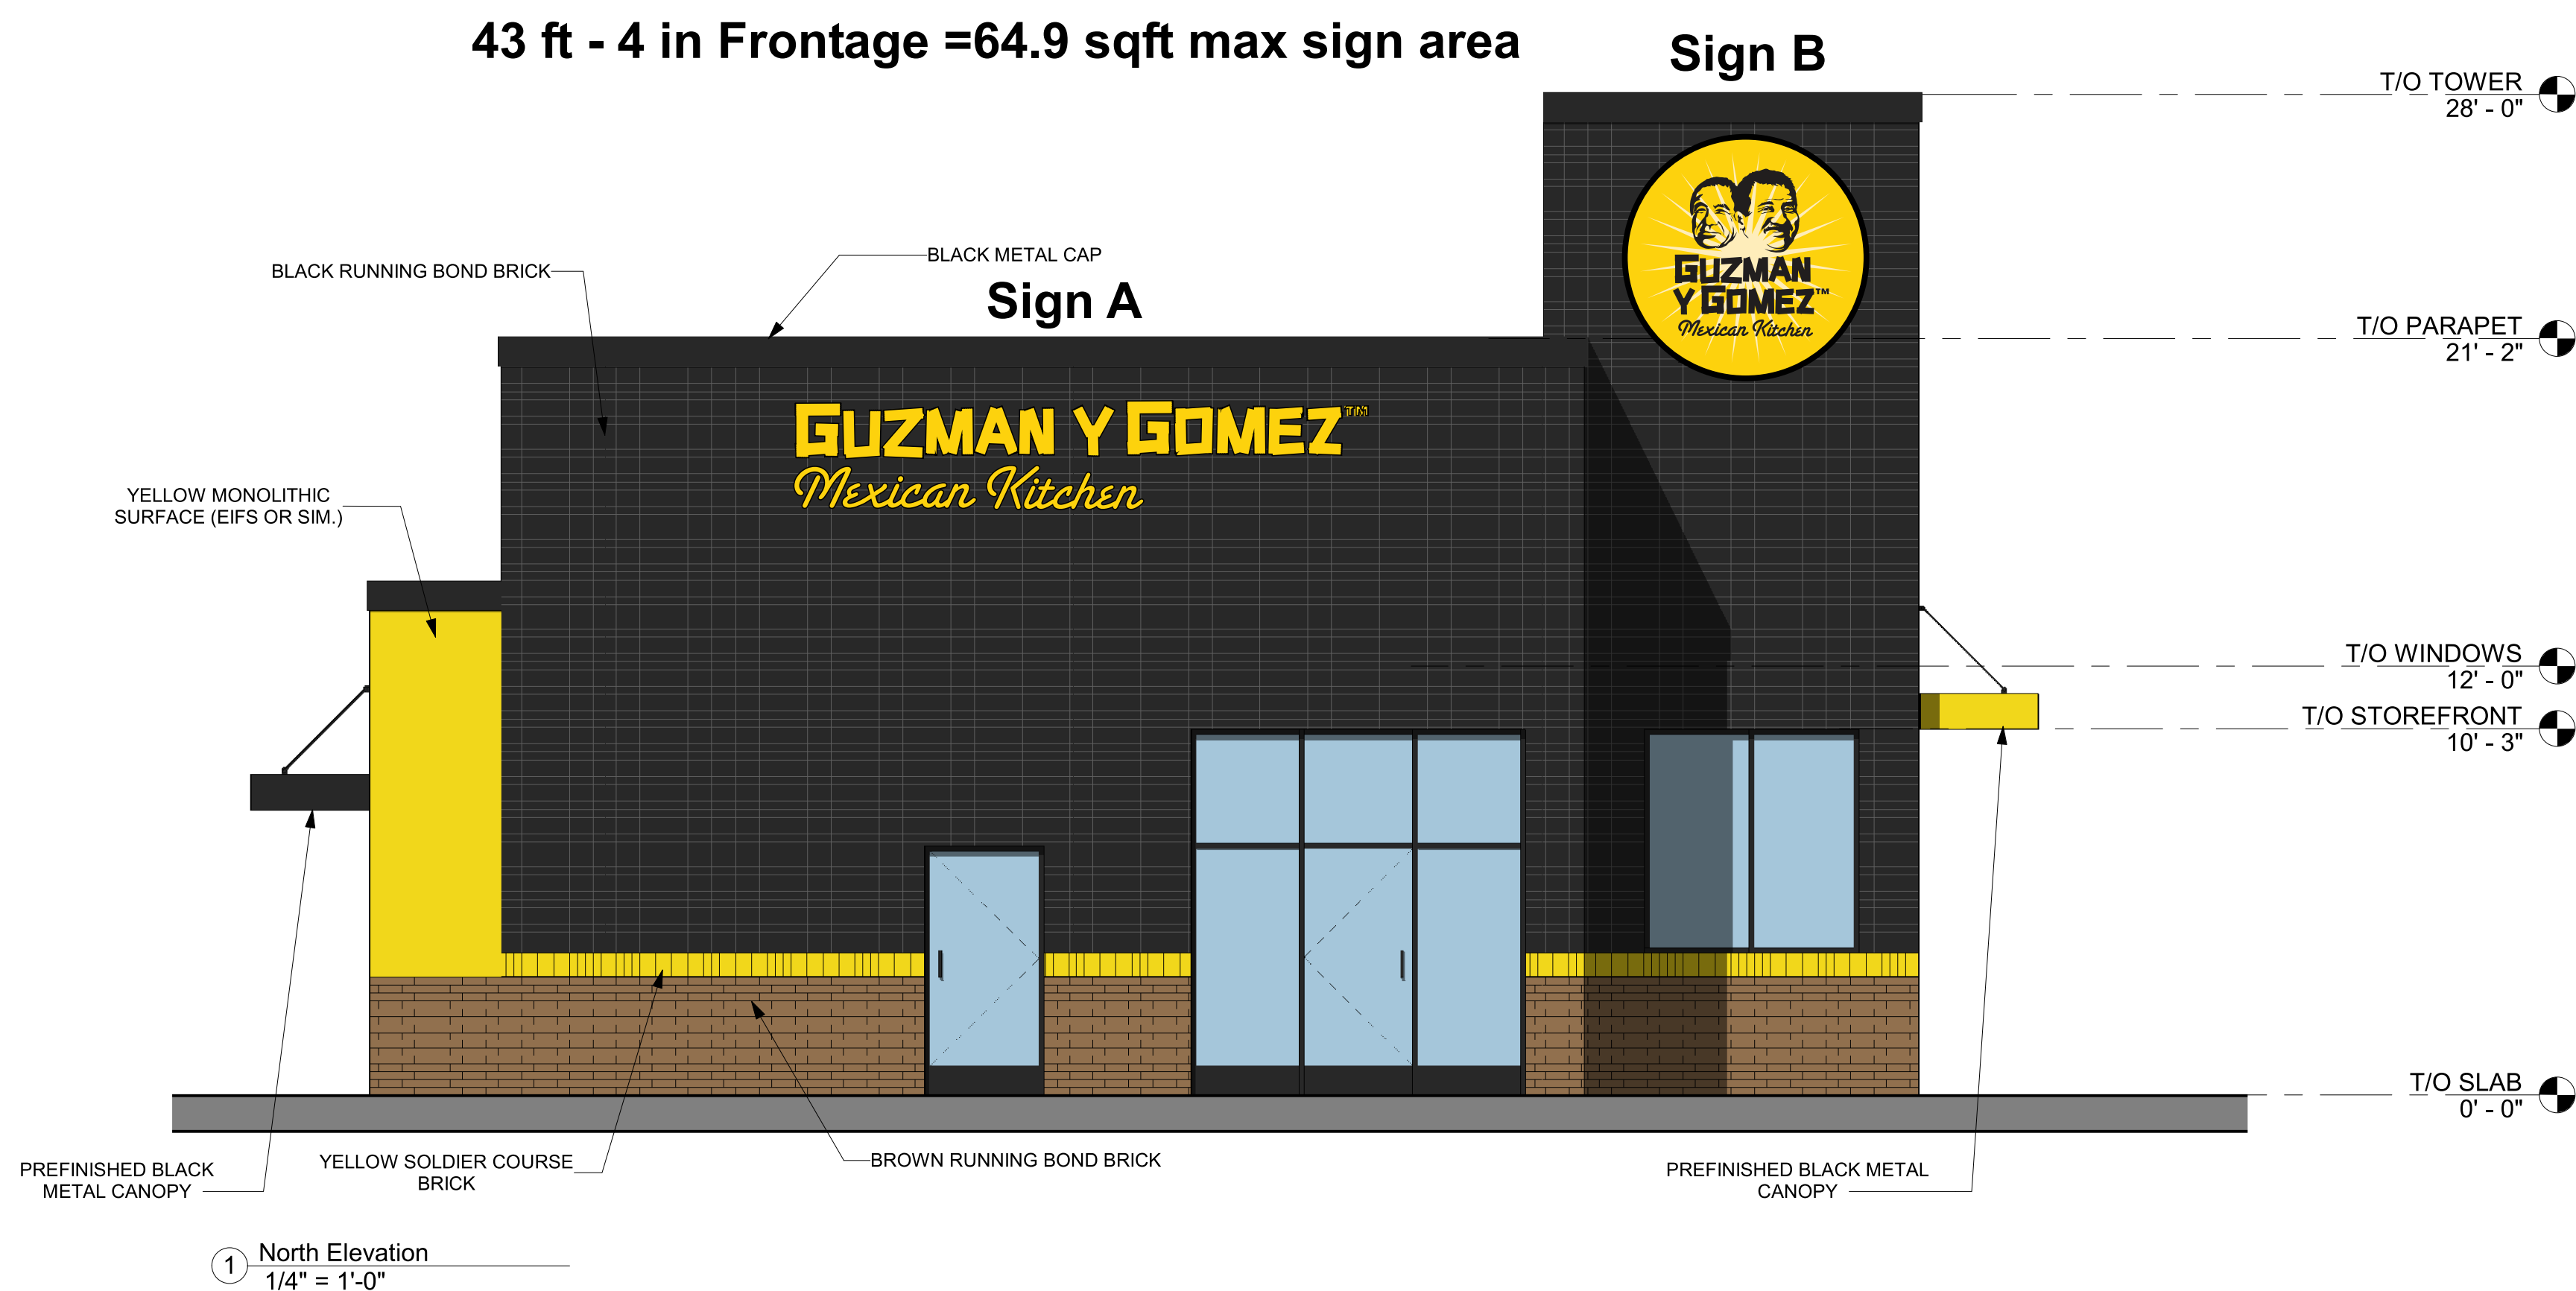 43 ft - 4 in Frontage =64.9 sqft max sign area
Sign B
T/O TOWER
28' - 0"
GUZMAN
Y GOMEZ™
Mexican Kitchen
BLACK RUNNING BOND BRICK
BLACK METAL CAP
Sign A
T/O PARAPET
21' - 2"
GUZMAN Y GOMEZ™
Mexican Kitchen
YELLOW MONOLITHIC
SURFACE (EIFS OR SIM.)
T/O WINDOWS
12' - 0"
T/O STOREFRONT
10' - 3"
T/O SLAB
0' - 0"
PREFINISHED BLACK
METAL CANOPY
YELLOW SOLDIER COURSE
BRICK
BROWN RUNNING BOND BRICK
PREFINISHED BLACK METAL
CANOPY
1 North Elevation
1/4" = 1'-0"